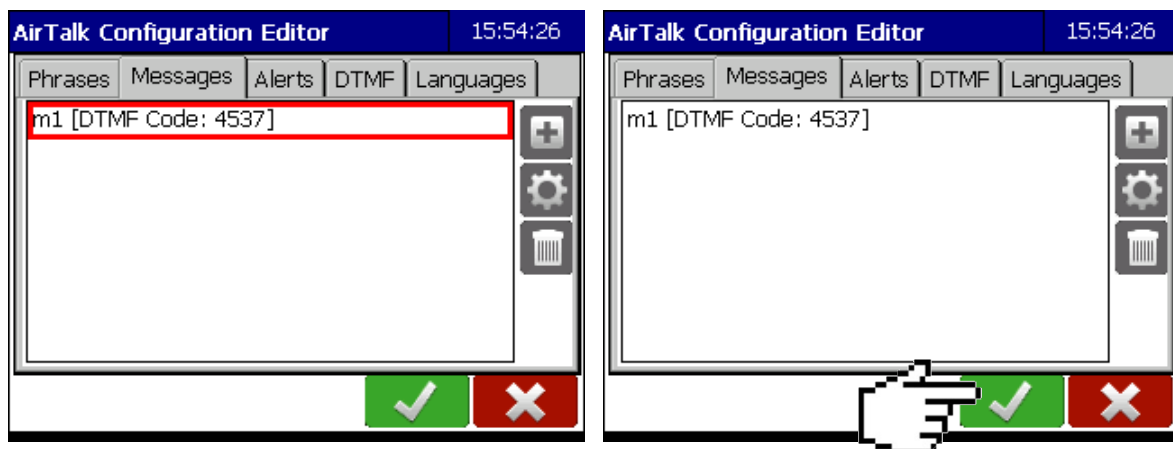 AirTalk Configuration Editor 15:54:26
Phrases Messages Alerts DTMF Languages
m1 [DTMF Code: 4537]
AirTalk Configuration Editor 15:54:26
Phrases Messages Alerts DTMF Languages
m1 [DTMF Code: 4537]